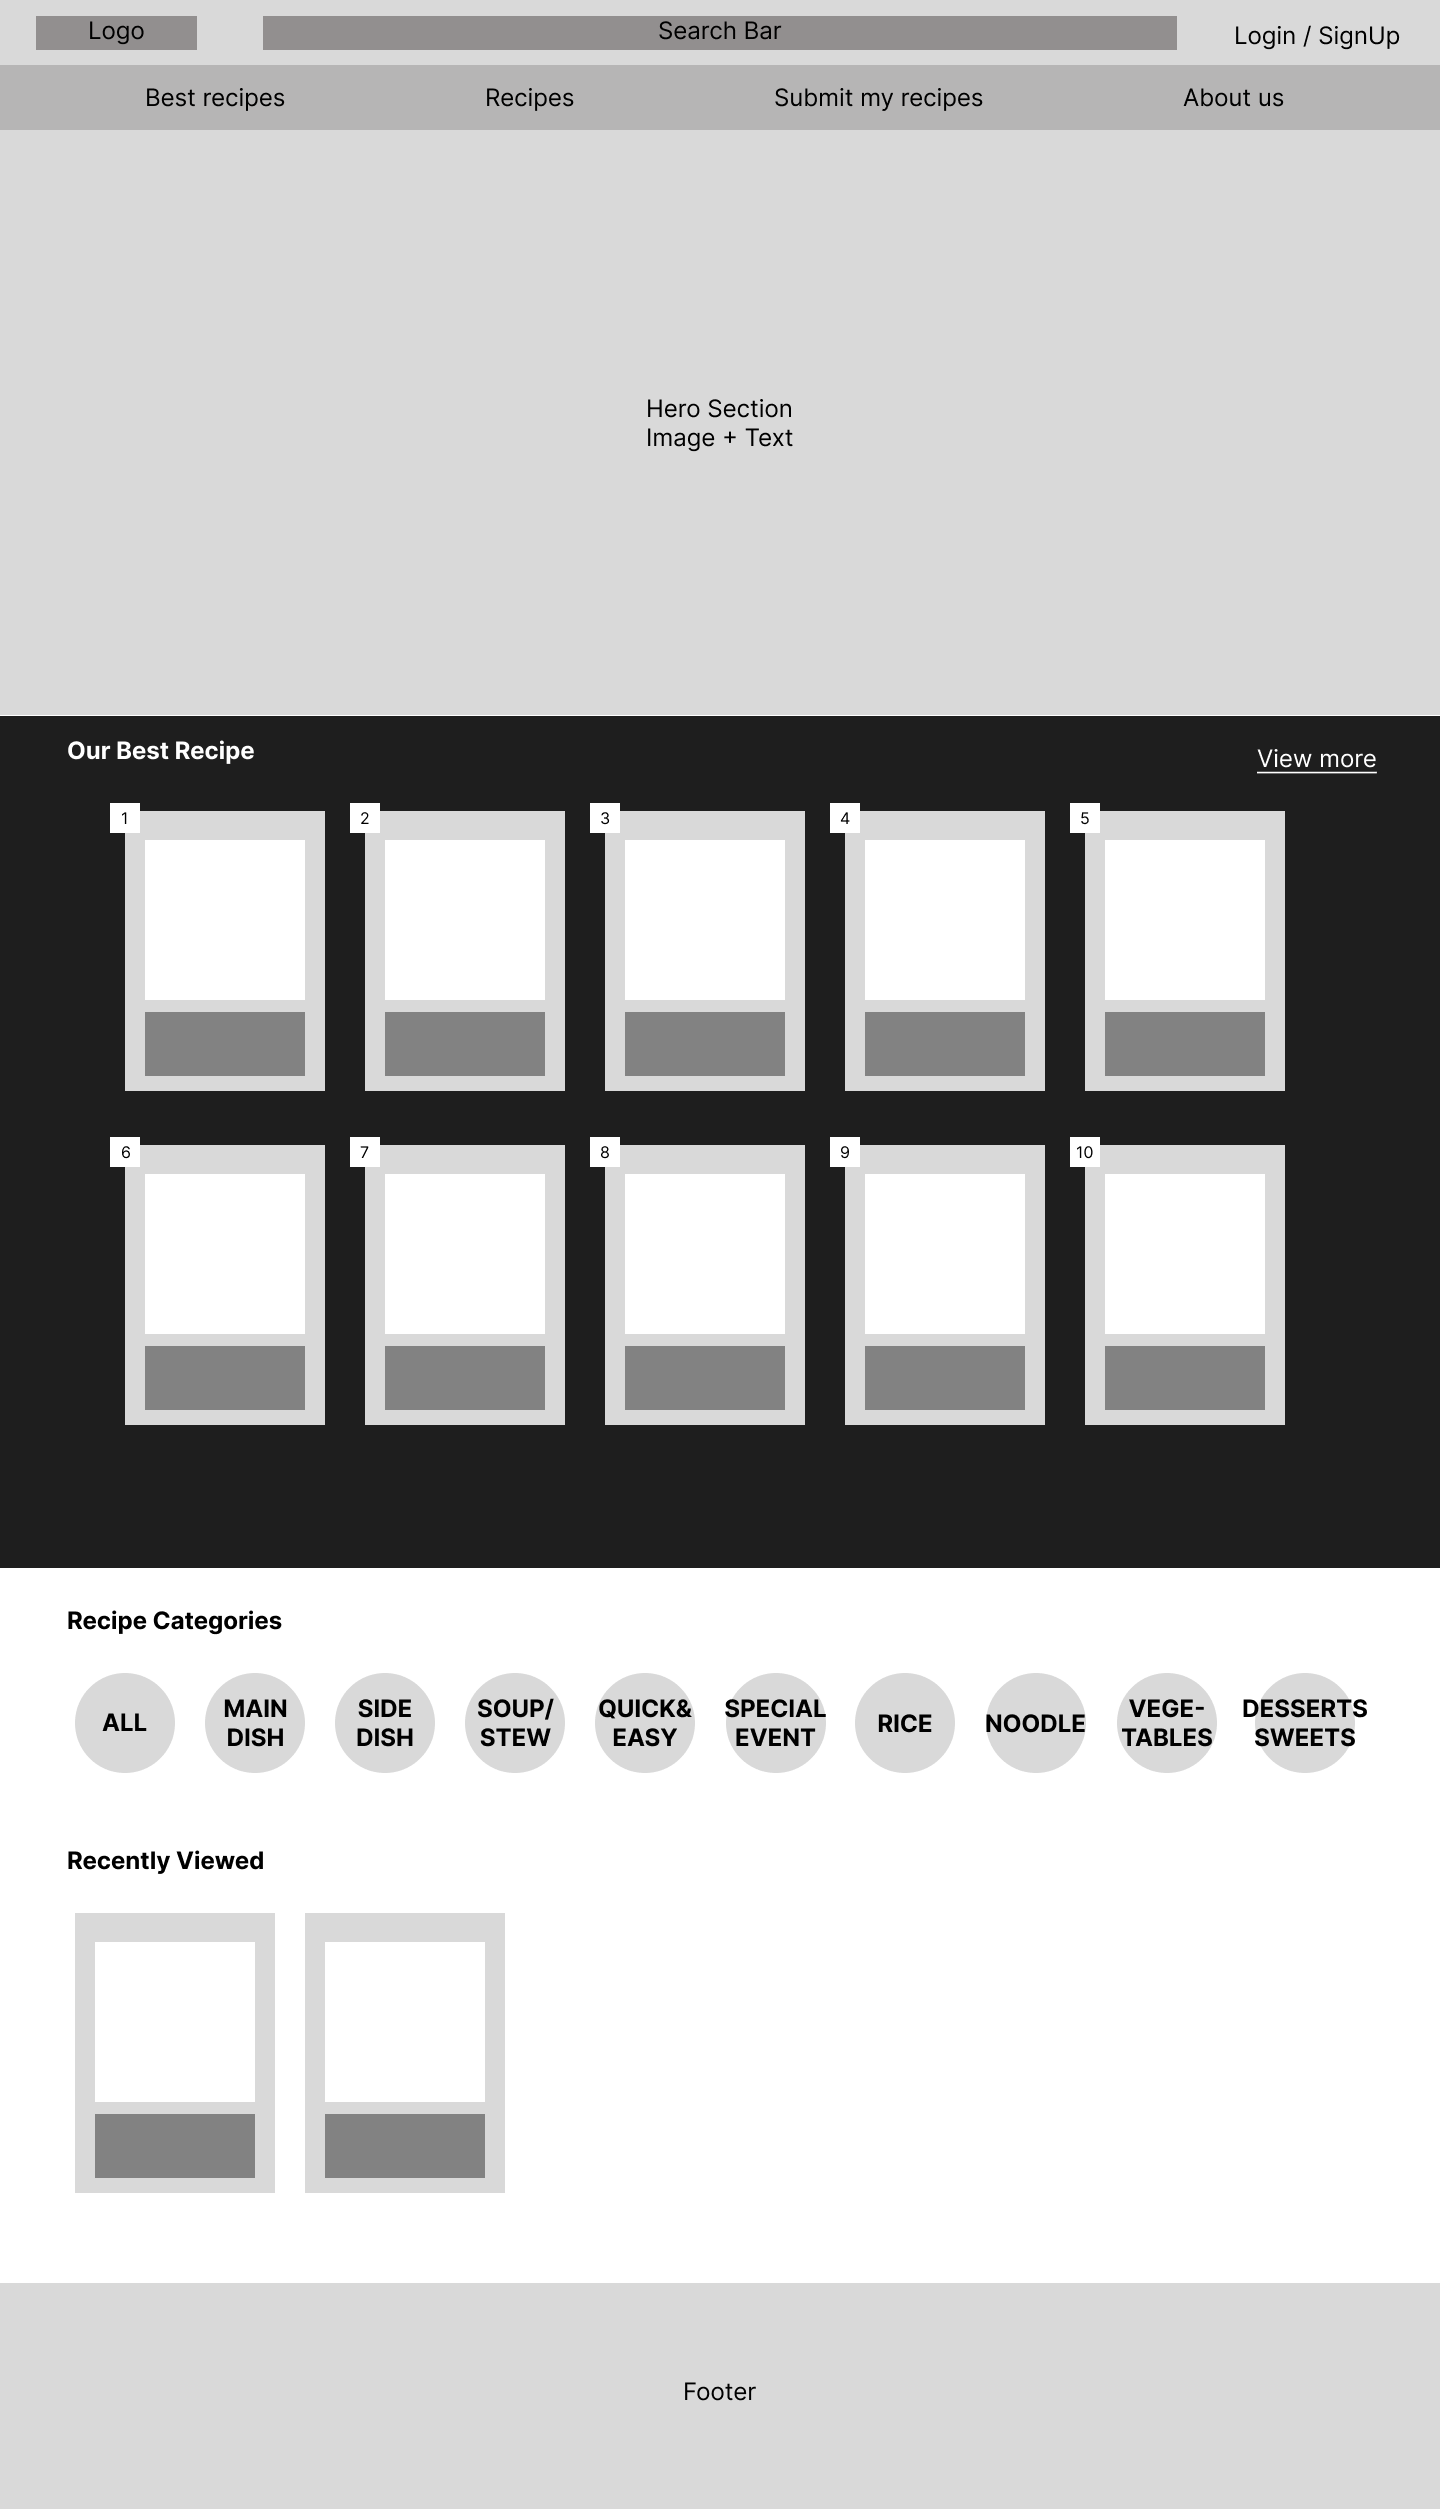 Logo
Search Bar
Login / SignUp
Best recipes
Recipes
Submit my recipes
About us
Hero Section
Image + Text
Our Best Recipe
View more
1
2
3
4
5
6
7
8
9
10
Recipe Categories
ALL
MAIN
DISH
SIDE
DISH
SOUP/
STEW
QUICK&
EASY
SPECIAL
EVENT
RICE
NOODLE
VEGE-
TABLES
DESSERTS
SWEETS
Recently Viewed
Footer